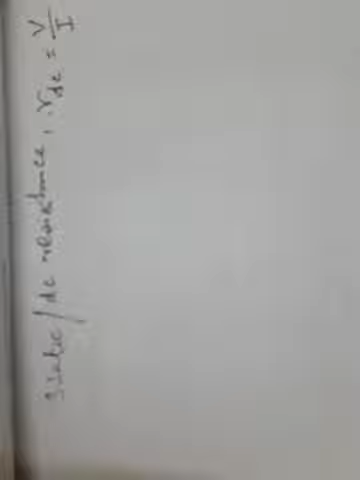 static / dc resistance, r_dc = V/I